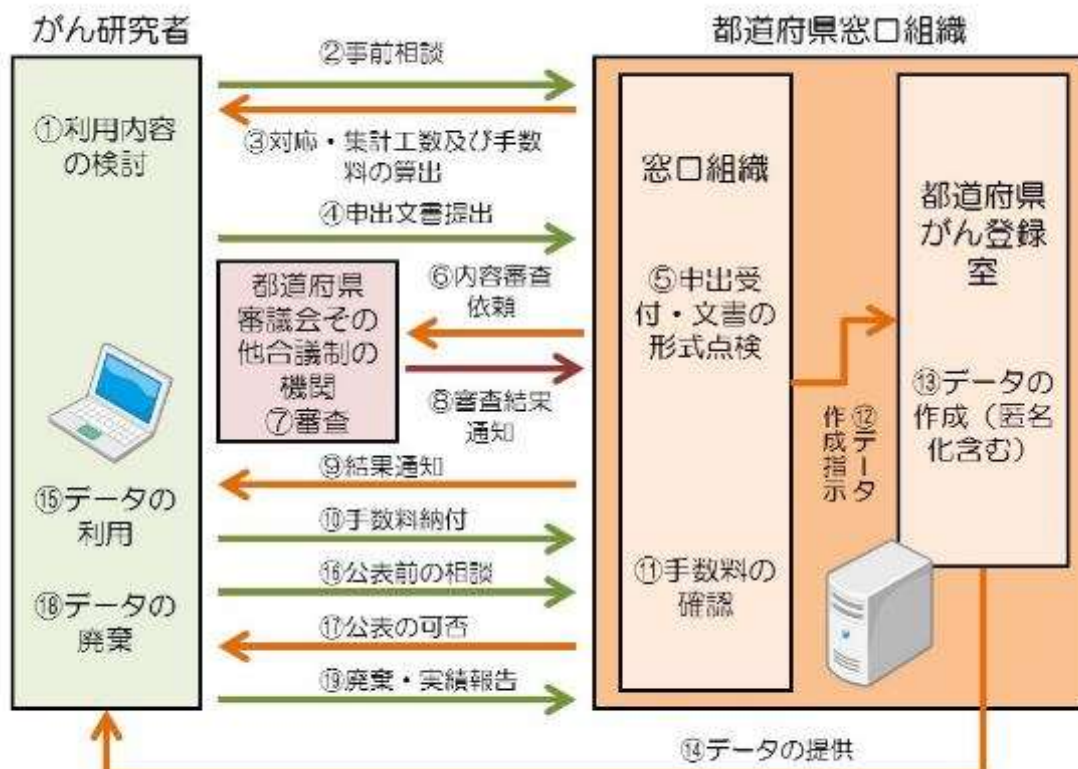 がん研究者
都道府県窓口組織
②事前相談
①利用内容
の検討
③対応・集計工数及び手数
料の算出
④申出文書提出
窓口組織
都道府県
がん登録
室
⑤申出受
付・文書の
形式点検
⑥内容審査
依頼
都道府県
審議会その
他合議制の
機関
⑦審査
⑧審査結果
通知
⑨結果通知
⑩手数料納付
⑪手数料の
確認
⑫データ
作成指示
⑬データの
作成（匿名
化含む）
⑮データの
利用
⑯公表前の相談
⑰公表の可否
⑱データの
廃棄
⑲廃棄・実績報告
⑭データの提供